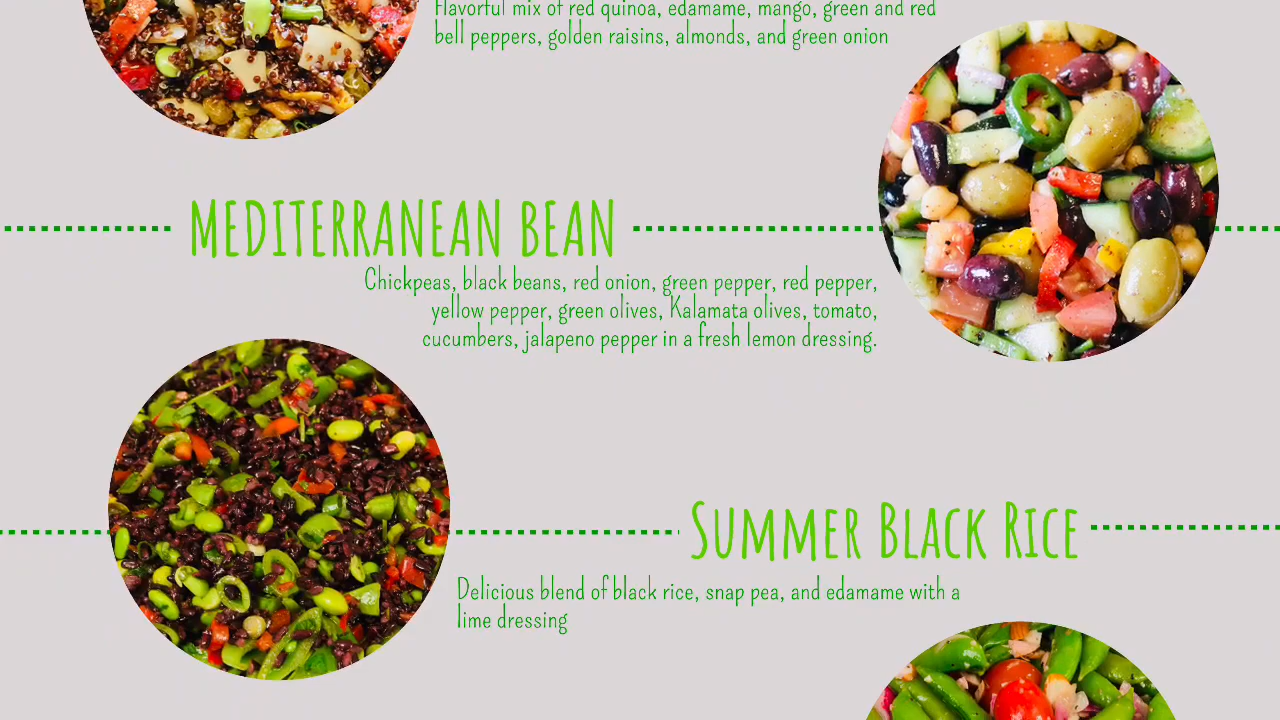 Flavorful mix of red quinoa, edamame, mango, green and red
bell peppers, golden raisins, almonds, and green onion
MEDITERRANEAN BEAN
Chickpeas, black beans, red onion, green pepper, red pepper,
yellow pepper, green olives, Kalamata olives, tomato,
cucumbers, jalapeno pepper in a fresh lemon dressing.
SUMMER BLACK RICE
Delicious blend of black rice, snap pea, and edamame with a
lime dressing